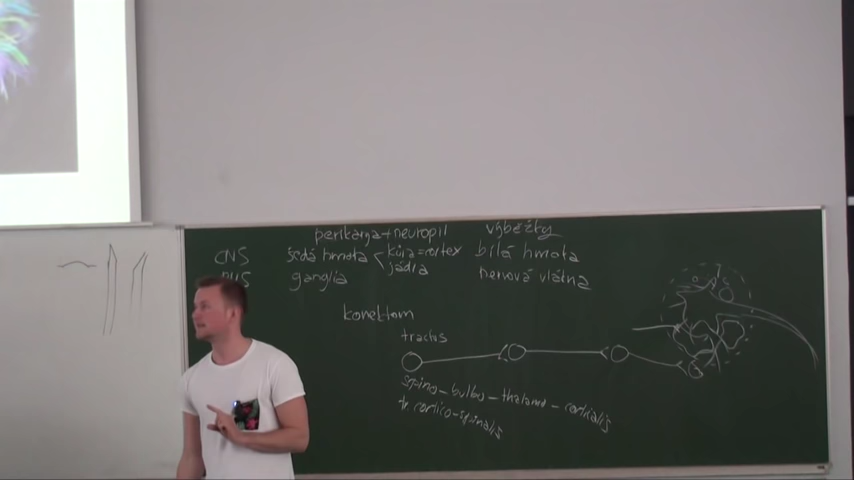 perikarya+neuropil výběžky
CNS šedá hmota < kůra=cortex bílá hmota
jádra
PNS ganglia nervová vlákna
konektom
tractus
spino-bulbo-thalamo-corticalis
tr. cortico-spinalis